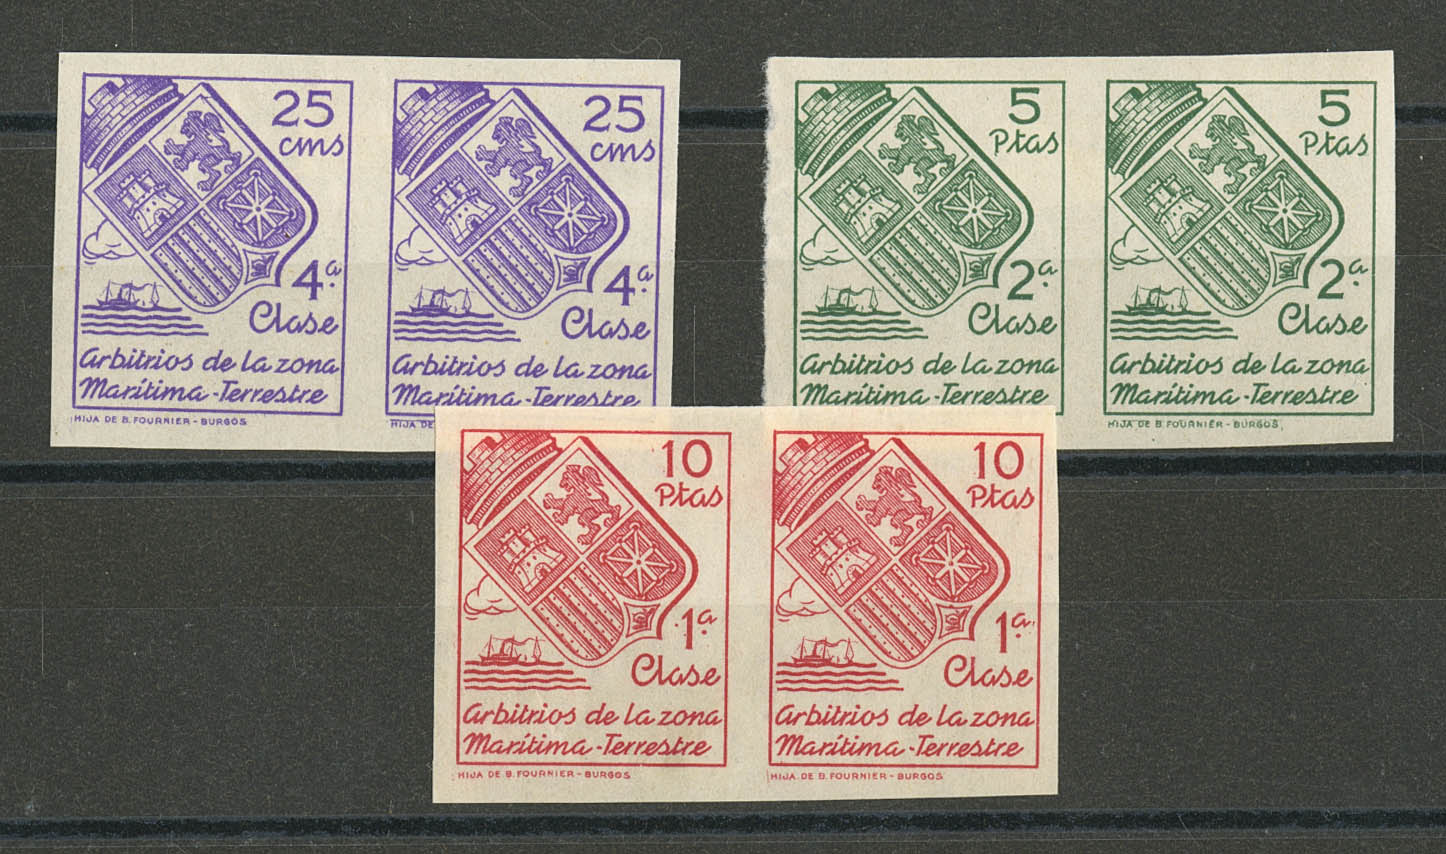 25
cms
4ª
Clase
Arbitrios de la zona
Marítima-Terrestre
HIJA DE B. FOURNIER - BURGOS
25
cms
4ª
Clase
Arbitrios de la zona
Marítima-Terrestre
HIJA DE
5
Ptas
2ª
Clase
Arbitrios de la zona
Marítima-Terrestre
5
Ptas
2ª
Clase
Arbitrios de la zona
Marítima-Terrestre
HIJA DE B. FOURNIER - BURGOS
10
Ptas
1ª
Clase
Arbitrios de la zona
Marítima-Terrestre
HIJA DE B. FOURNIER - BURGOS
10
Ptas
1ª
Clase
Arbitrios de la zona
Marítima-Terrestre
HIJA DE B. FOURNIER - BURGOS